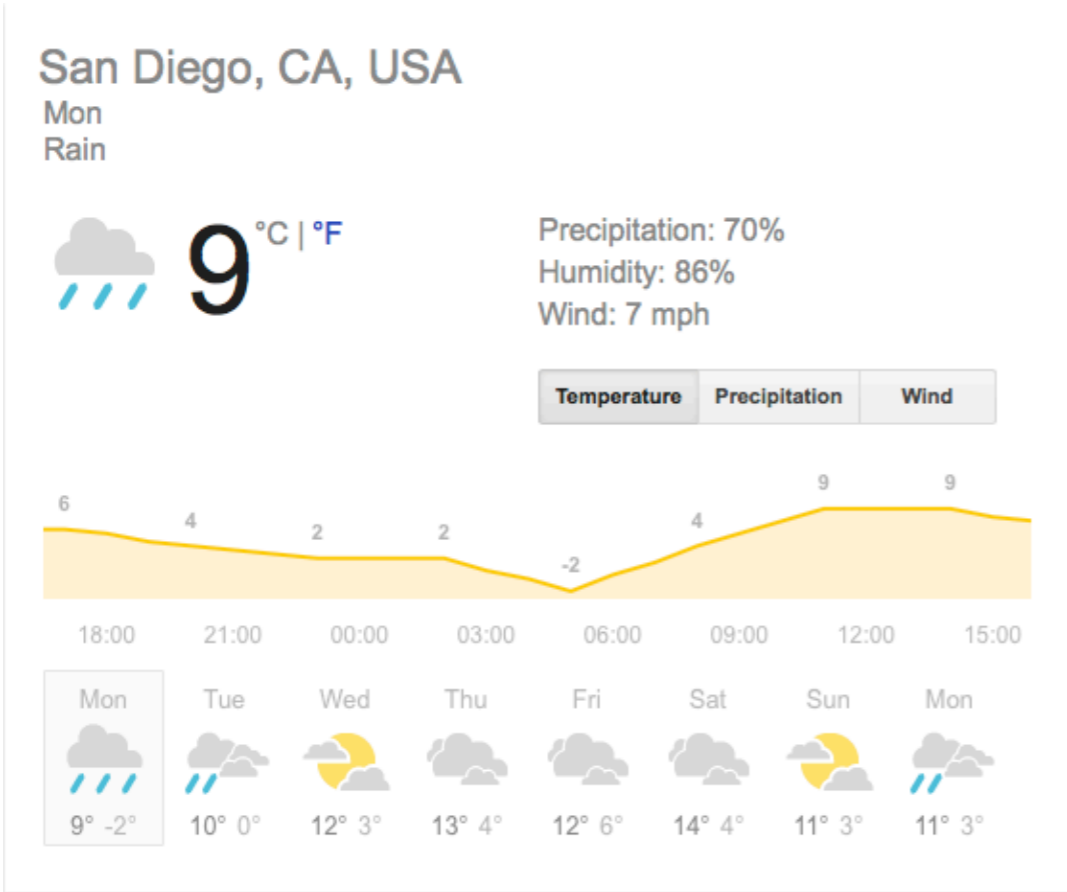 San Diego, CA, USA
Mon
Rain
9 °C | °F
Precipitation: 70%
Humidity: 86%
Wind: 7 mph
Temperature Precipitation Wind
6 4 2 2 -2 4 9 9
18:00 21:00 00:00 03:00 06:00 09:00 12:00 15:00
Mon Tue Wed Thu Fri Sat Sun Mon
9° -2° 10° 0° 12° 3° 13° 4° 12° 6° 14° 4° 11° 3° 11° 3°